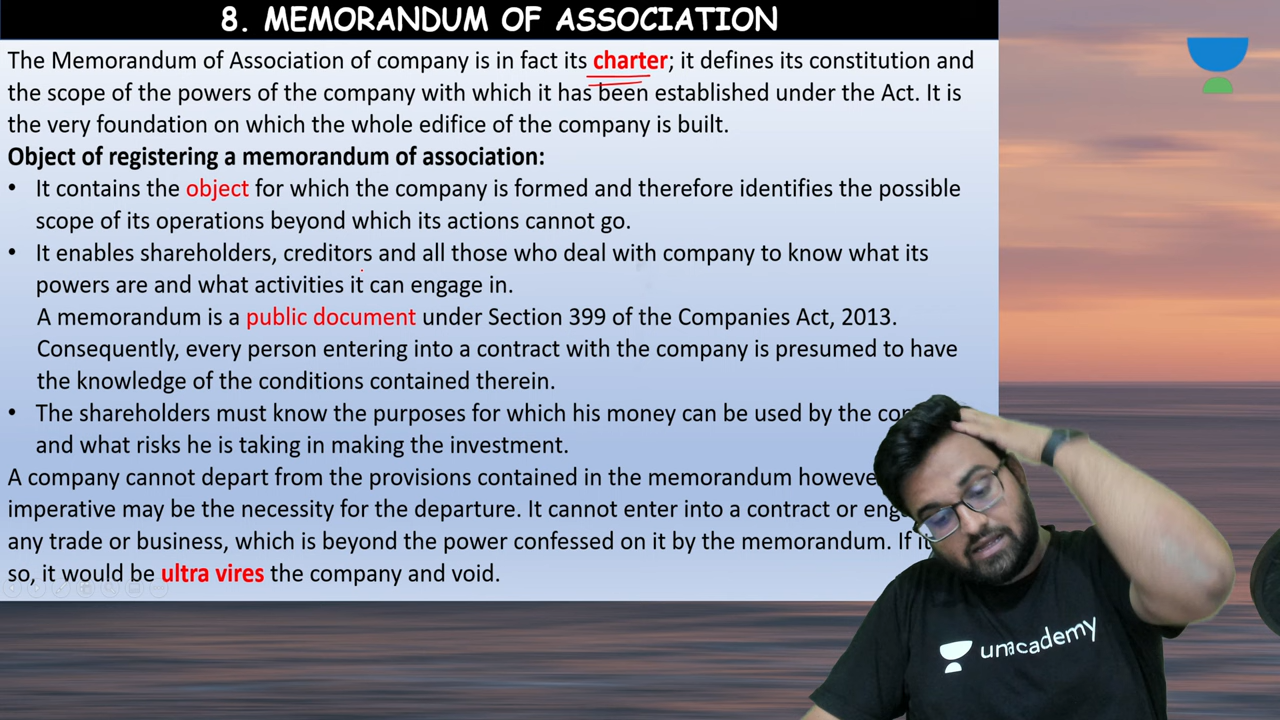 8. MEMORANDUM OF ASSOCIATION
The Memorandum of Association of company is in fact its charter; it defines its constitution and
the scope of the powers of the company with which it has been established under the Act. It is
the very foundation on which the whole edifice of the company is built.
Object of registering a memorandum of association:
• It contains the object for which the company is formed and therefore identifies the possible
scope of its operations beyond which its actions cannot go.
• It enables shareholders, creditors and all those who deal with company to know what its
powers are and what activities it can engage in.
A memorandum is a public document under Section 399 of the Companies Act, 2013.
Consequently, every person entering into a contract with the company is presumed to have
the knowledge of the conditions contained therein.
• The shareholders must know the purposes for which his money can be used by the
and what risks he is taking in making the investment.
A company cannot depart from the provisions contained in the memorandum
imperative may be the necessity for the departure. It cannot enter into a contract or
any trade or business, which is beyond the power confessed on it by the memorandum. If
so, it would be ultra vires the company and void.
unacademy